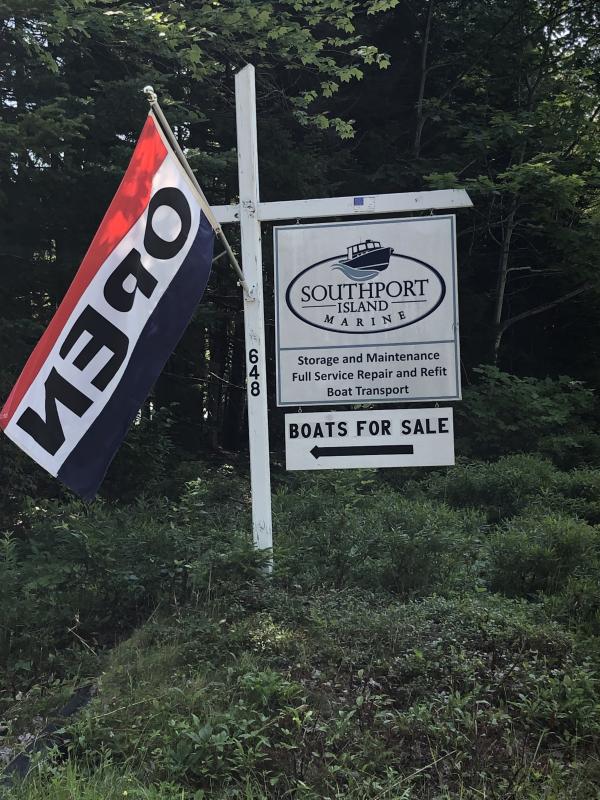 OPEN
648
SOUTHPORT
ISLAND
MARINE
Storage and Maintenance
Full Service Repair and Refit
Boat Transport
BOATS FOR SALE